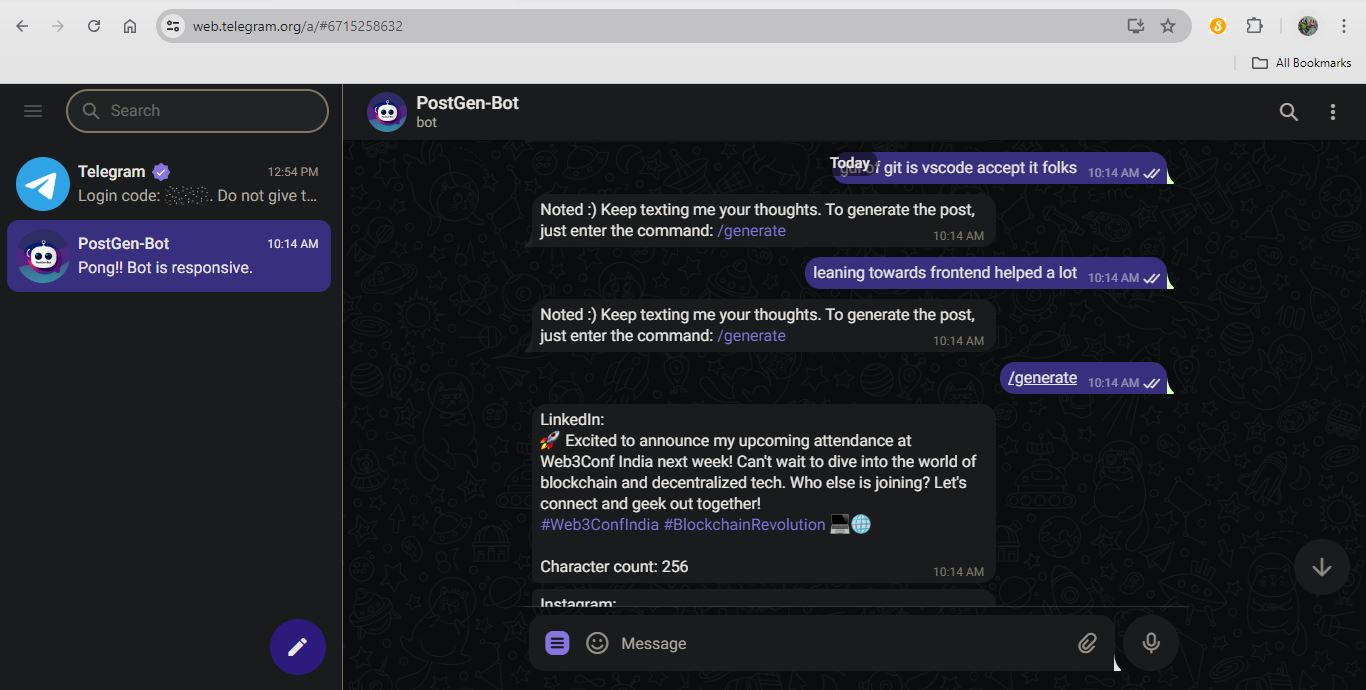 web.telegram.org/a/#6715258632
All Bookmarks
Search
Telegram
12:54 PM
Login code: . Do not give t...
PostGen-Bot
10:14 AM
Pong!! Bot is responsive.
PostGen-Bot
bot
Today
git is vscode accept it folks 10:14 AM
Noted :) Keep texting me your thoughts. To generate the post,
just enter the command: /generate
10:14 AM
leaning towards frontend helped a lot 10:14 AM
Noted :) Keep texting me your thoughts. To generate the post,
just enter the command: /generate
10:14 AM
/generate 10:14 AM
LinkedIn:
🚀 Excited to announce my upcoming attendance at
Web3Conf India next week! Can't wait to dive into the world of
blockchain and decentralized tech. Who else is joining? Let's
connect and geek out together!
#Web3ConfIndia #BlockchainRevolution 💻🌐
Character count: 256
10:14 AM
Instagram:
Message